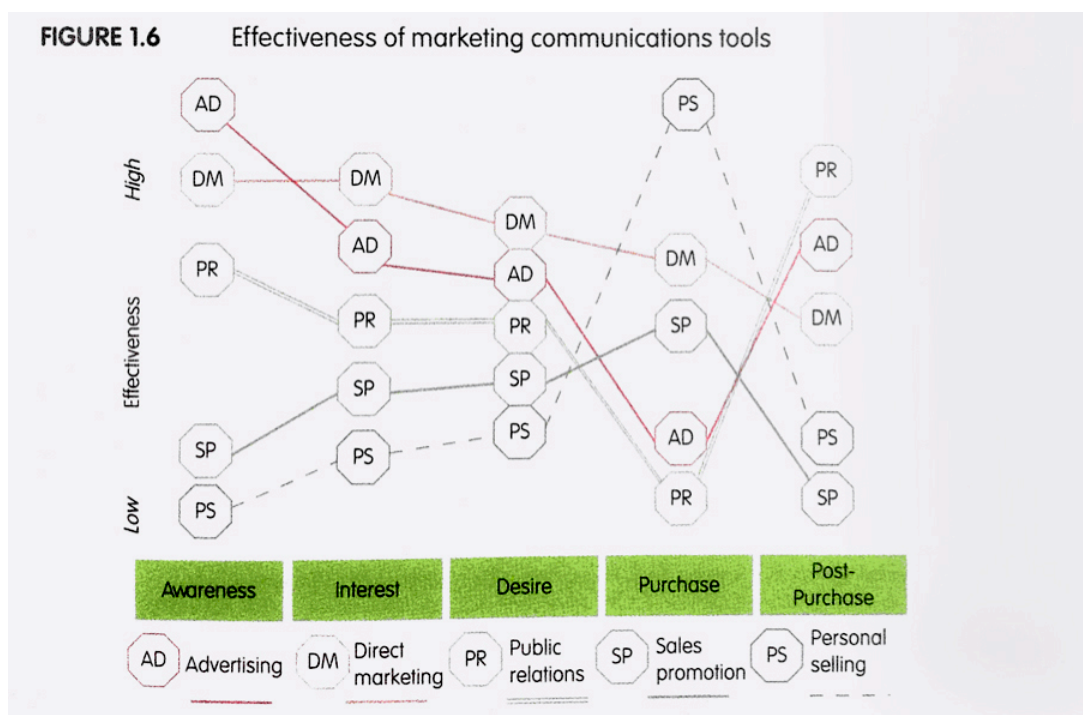 FIGURE 1.6 Effectiveness of marketing communications tools
AD
DM
PR
SP
PS
DM
AD
PR
SP
PS
DM
AD
PR
SP
PS
PS
DM
SP
AD
PR
PR
AD
DM
PS
SP
High
Effectiveness
Low
Awareness
Interest
Desire
Purchase
Post-
Purchase
AD Advertising
DM Direct
marketing
PR Public
relations
SP Sales
promotion
PS Personal
selling